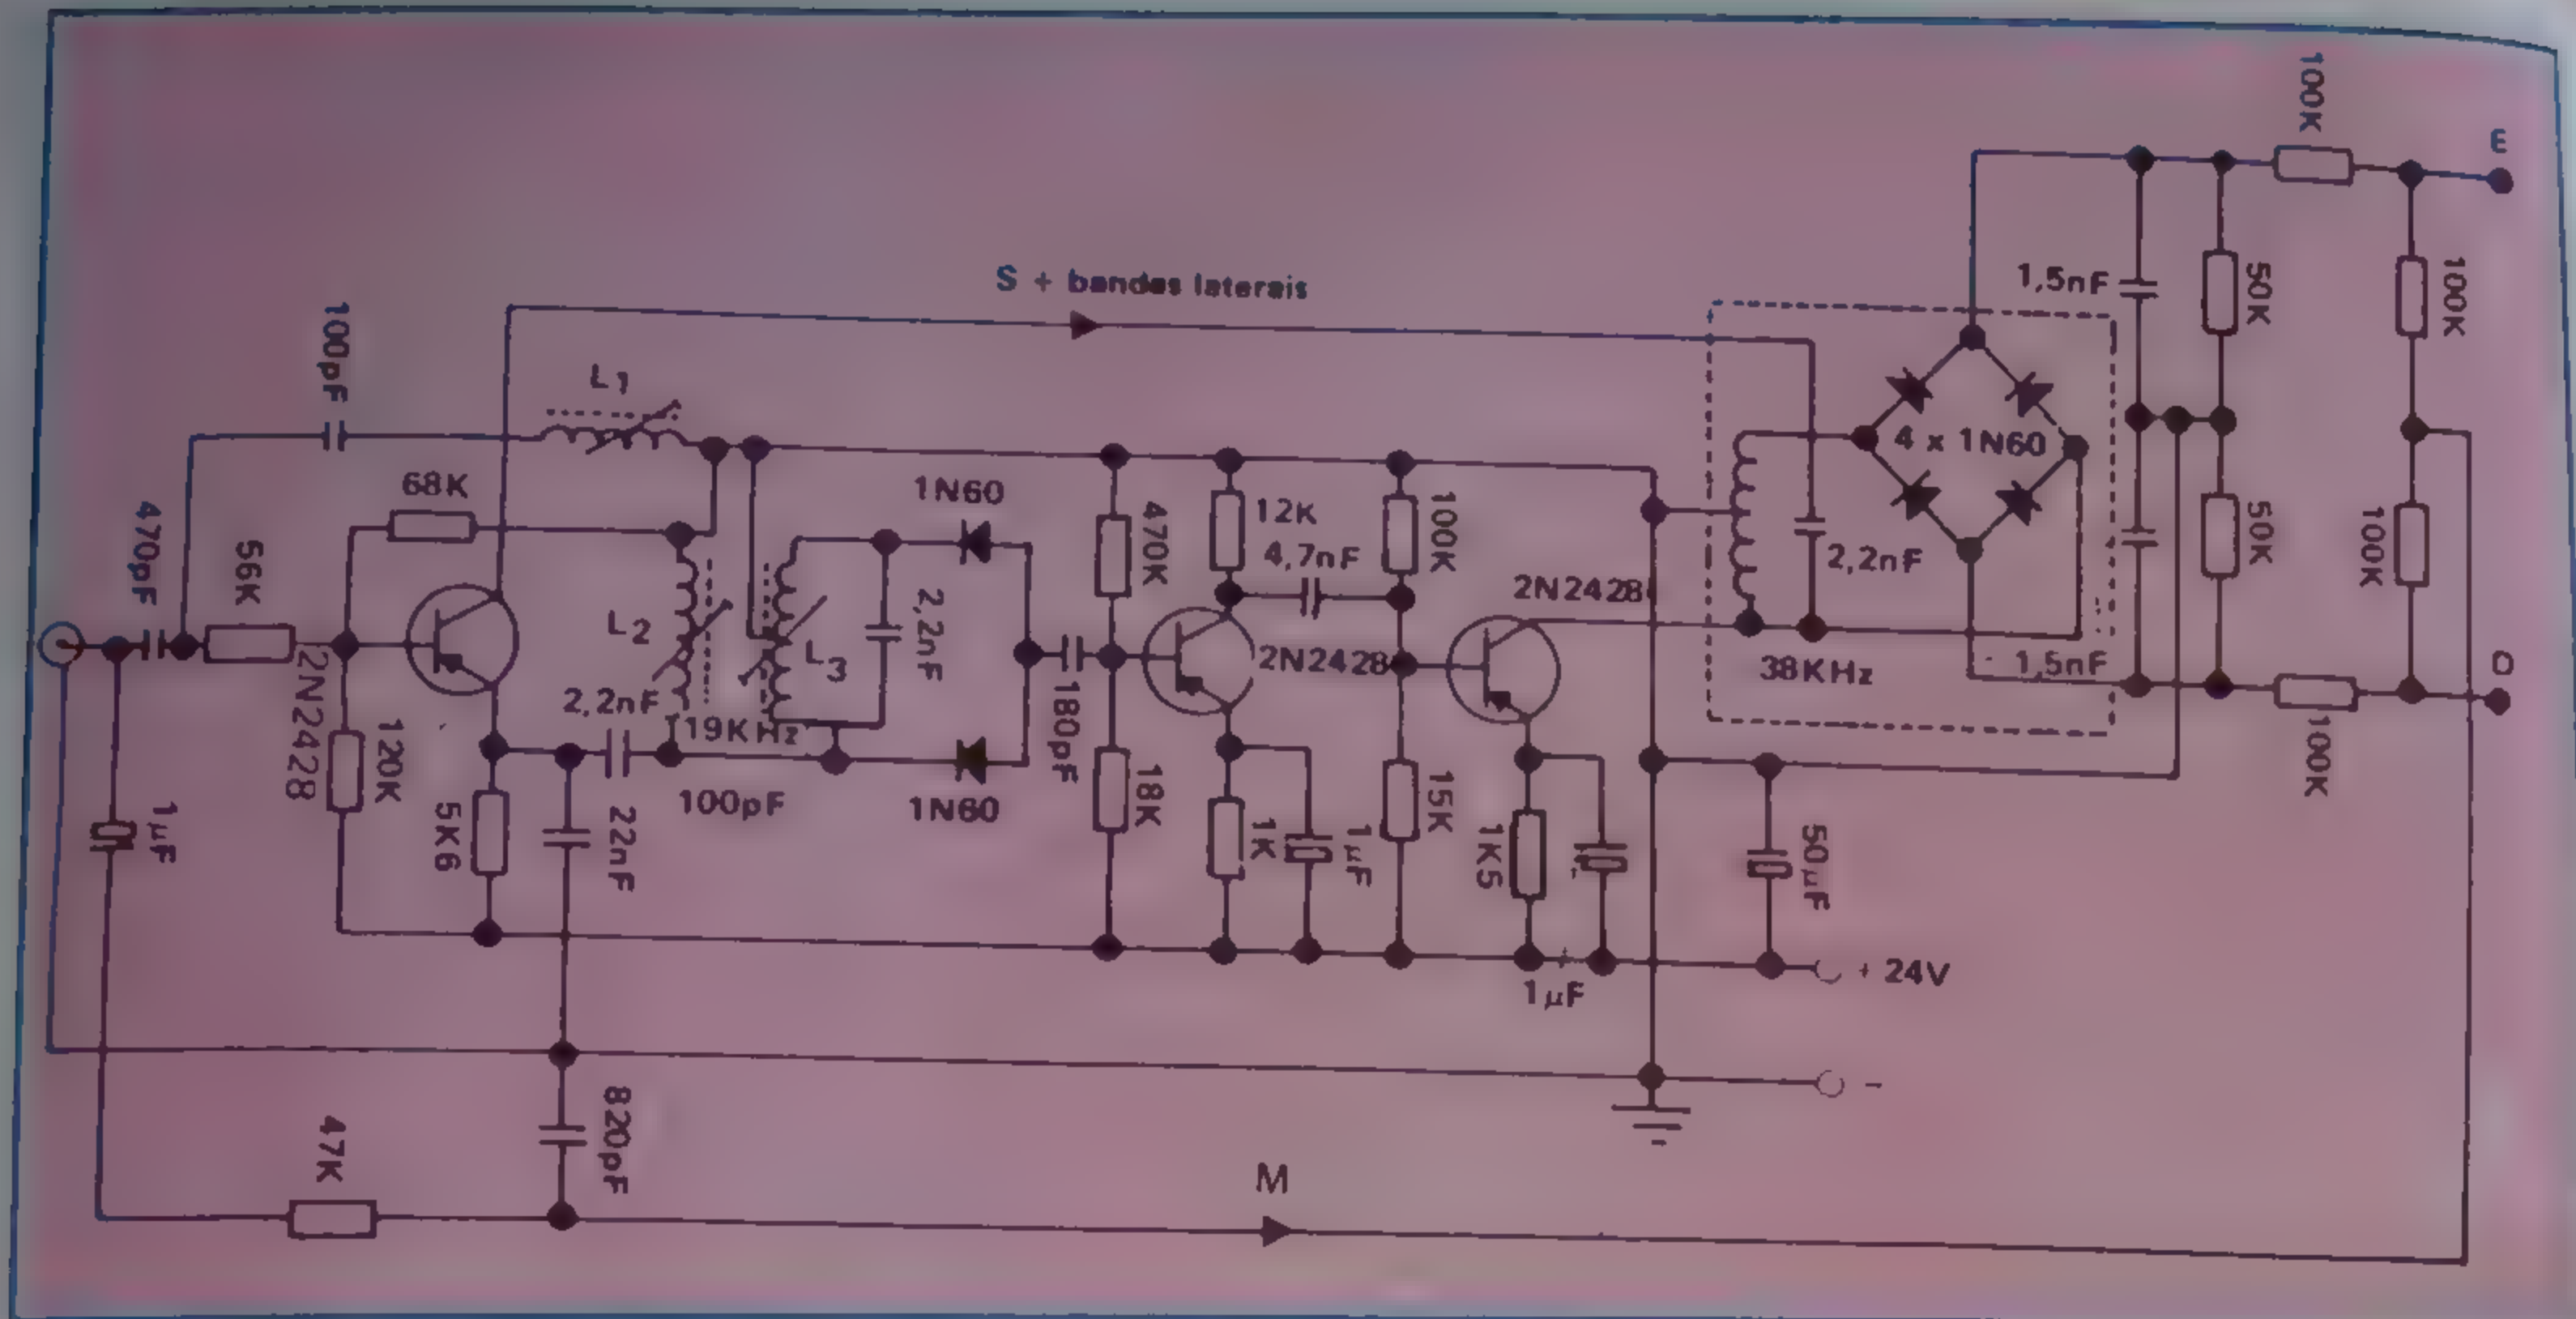 100K
E
S + bandas laterais
1,5nF
50K
100K
100pF
L1
4 x 1N60
68K
1N60
470pF
56K
470K
12K
4,7nF
100K
2N2428
2,2nF
50K
100K
L2
L3
2,2nF
2N2428
38KHz
1,5nF
O
2N2428
120K
2,2nF
19KHz
180pF
100K
1µF
5K6
22nF
100pF
1N60
18K
1K
1µF
15K
1K5
50µF
+
+ 24V
1µF
-
47K
820pF
M